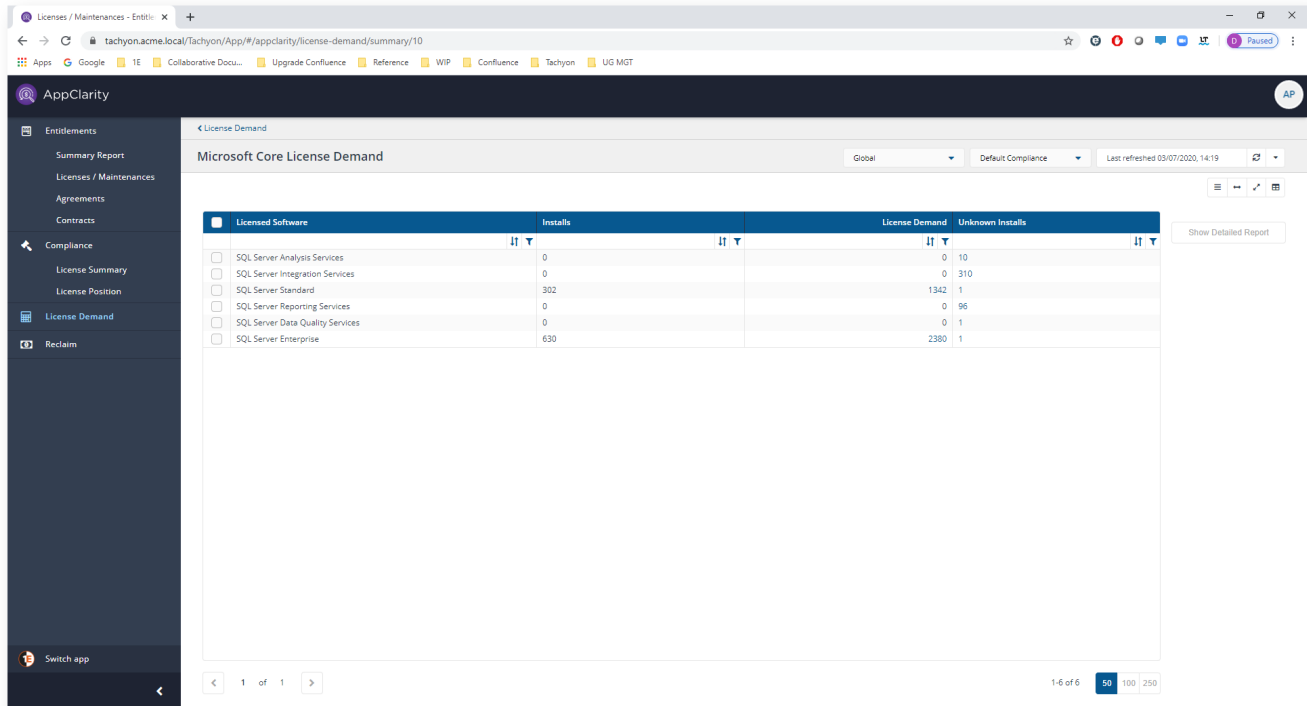 Licenses / Maintenances - Entitle
tachyon.acme.local/Tachyon/App/#/appclarity/license-demand/summary/10
D Paused
Apps Google 1E Collaborative Docu... Upgrade Confluence Reference WIP Confluence Tachyon UG MGT
AppClarity
AP
Entitlements
Summary Report
Licenses / Maintenances
Agreements
Contracts
Compliance
License Summary
License Position
License Demand
Reclaim
Switch app
License Demand
Microsoft Core License Demand
Global
Default Compliance
Last refreshed 03/07/2020, 14:19
Show Detailed Report
Licensed Software Installs License Demand Unknown Installs
SQL Server Analysis Services 0 0 10
SQL Server Integration Services 0 0 310
SQL Server Standard 302 1342 1
SQL Server Reporting Services 0 0 96
SQL Server Data Quality Services 0 0 1
SQL Server Enterprise 630 2380 1
1 of 1
1-6 of 6 50 100 250